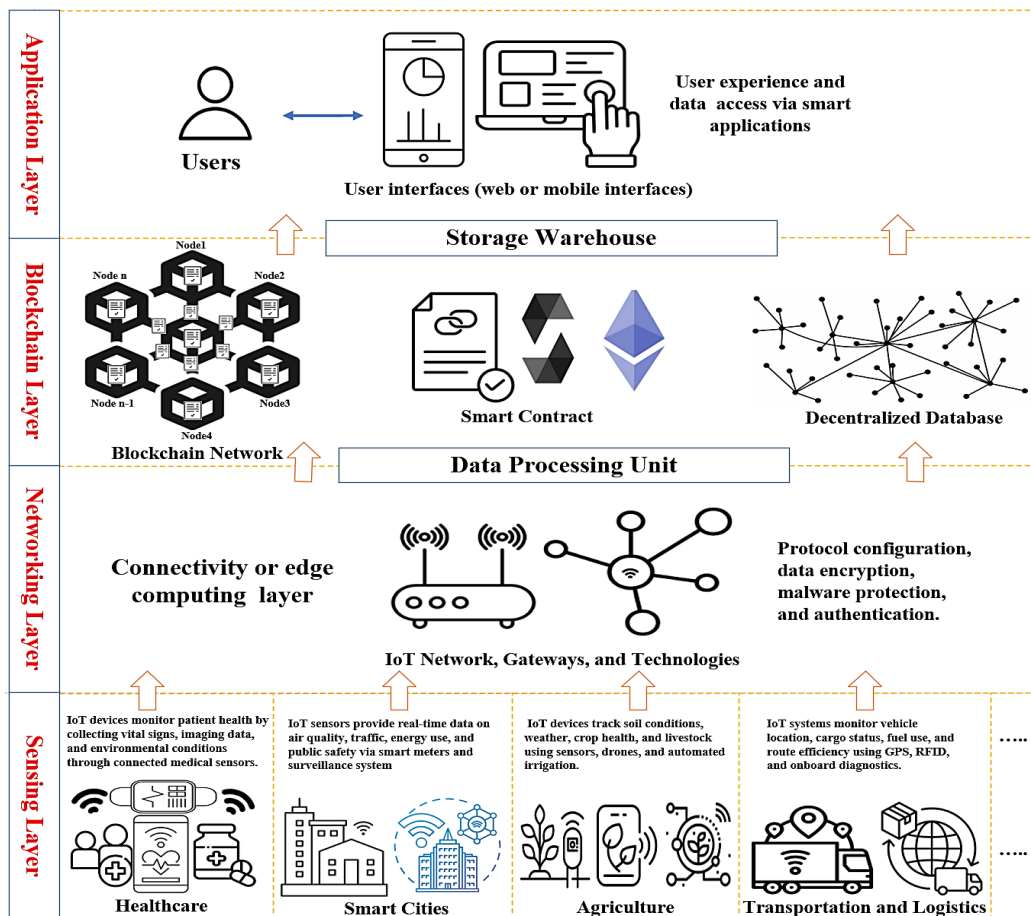 Application Layer
Users
User interfaces (web or mobile interfaces)
User experience and
data access via smart
applications
Storage Warehouse
Blockchain Layer
Node1
Node n
Node2
Node n-1
Node3
Node4
Blockchain Network
Smart Contract
Decentralized Database
Data Processing Unit
Networking Layer
Connectivity or edge
computing layer
IoT Network, Gateways, and Technologies
Protocol configuration,
data encryption,
malware protection,
and authentication.
Sensing Layer
IoT devices monitor patient health by
collecting vital signs, imaging data,
and environmental conditions
through connected medical sensors.
Healthcare
IoT sensors provide real-time data on
air quality, traffic, energy use, and
public safety via smart meters and
surveillance system
Smart Cities
IoT devices track soil conditions,
weather, crop health, and livestock
using sensors, drones, and automated
irrigation.
Agriculture
IoT systems monitor vehicle
location, cargo status, fuel use, and
route efficiency using GPS, RFID,
and onboard diagnostics.
Transportation and Logistics
.....
.....